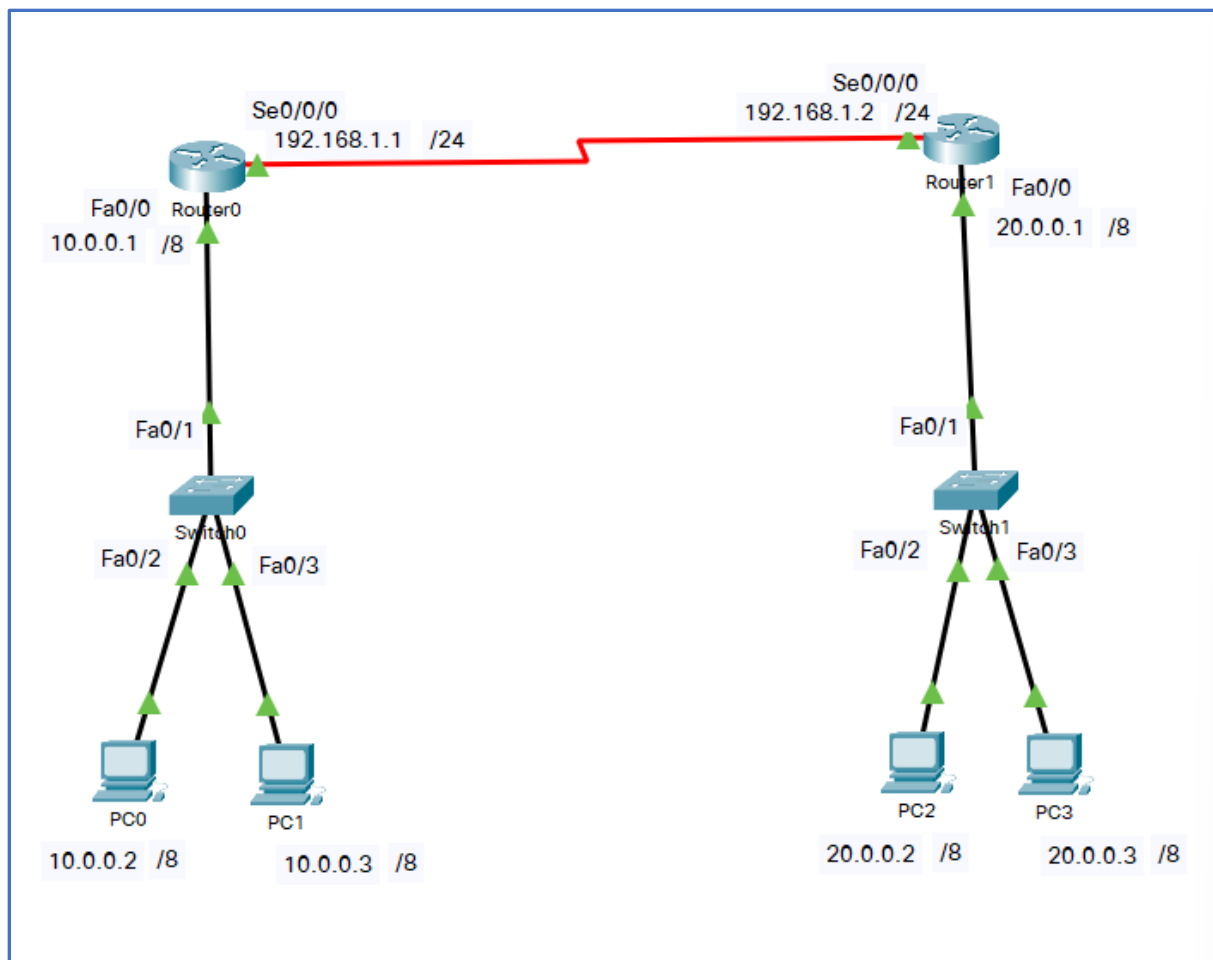 Se0/0/0
192.168.1.1 /24
Se0/0/0
192.168.1.2 /24
Router0
Fa0/0
10.0.0.1 /8
Router1
Fa0/0
20.0.0.1 /8
Fa0/1
Fa0/1
Switch0
Switch1
Fa0/2
Fa0/3
Fa0/2
Fa0/3
PC0
PC1
PC2
PC3
10.0.0.2 /8
10.0.0.3 /8
20.0.0.2 /8
20.0.0.3 /8